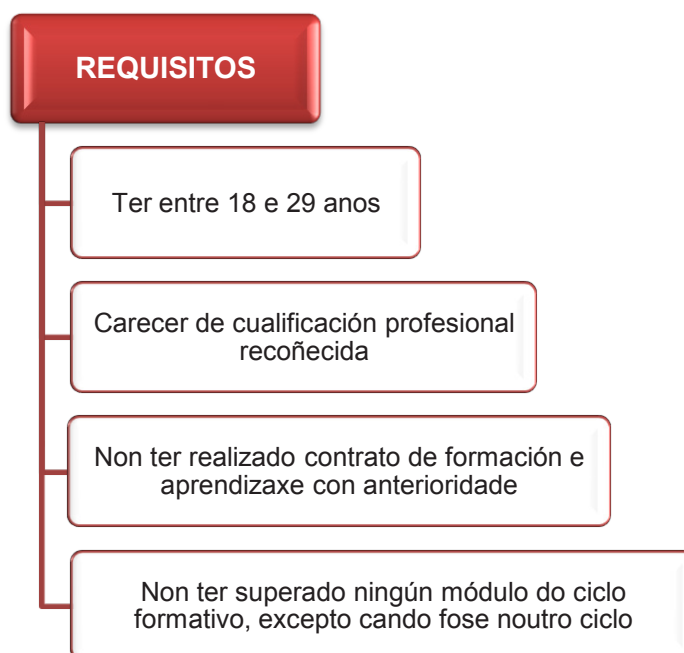 REQUISITOS
Ter entre 18 e 29 anos
Carecer de cualificación profesional
recoñecida
Non ter realizado contrato de formación e
aprendizaxe con anterioridade
Non ter superado ningún módulo do ciclo
formativo, excepto cando fose noutro ciclo